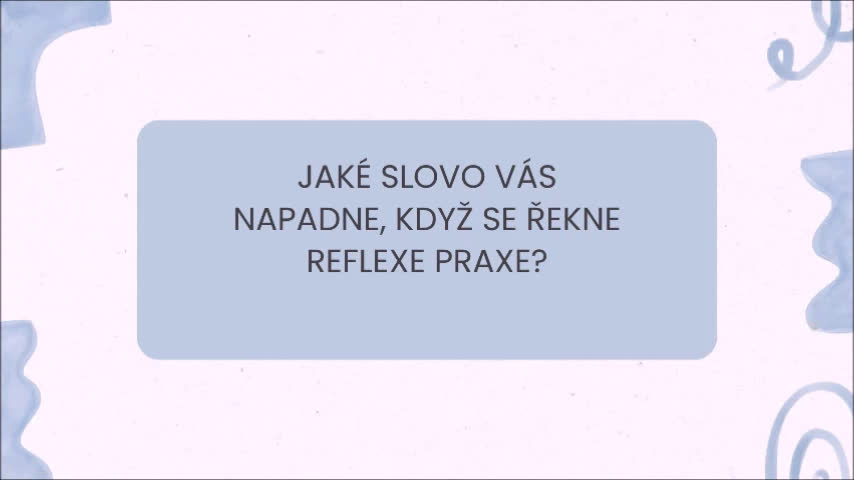 JAKÉ SLOVO VÁS
NAPADNE, KDYŽ SE ŘEKNE
REFLEXE PRAXE?